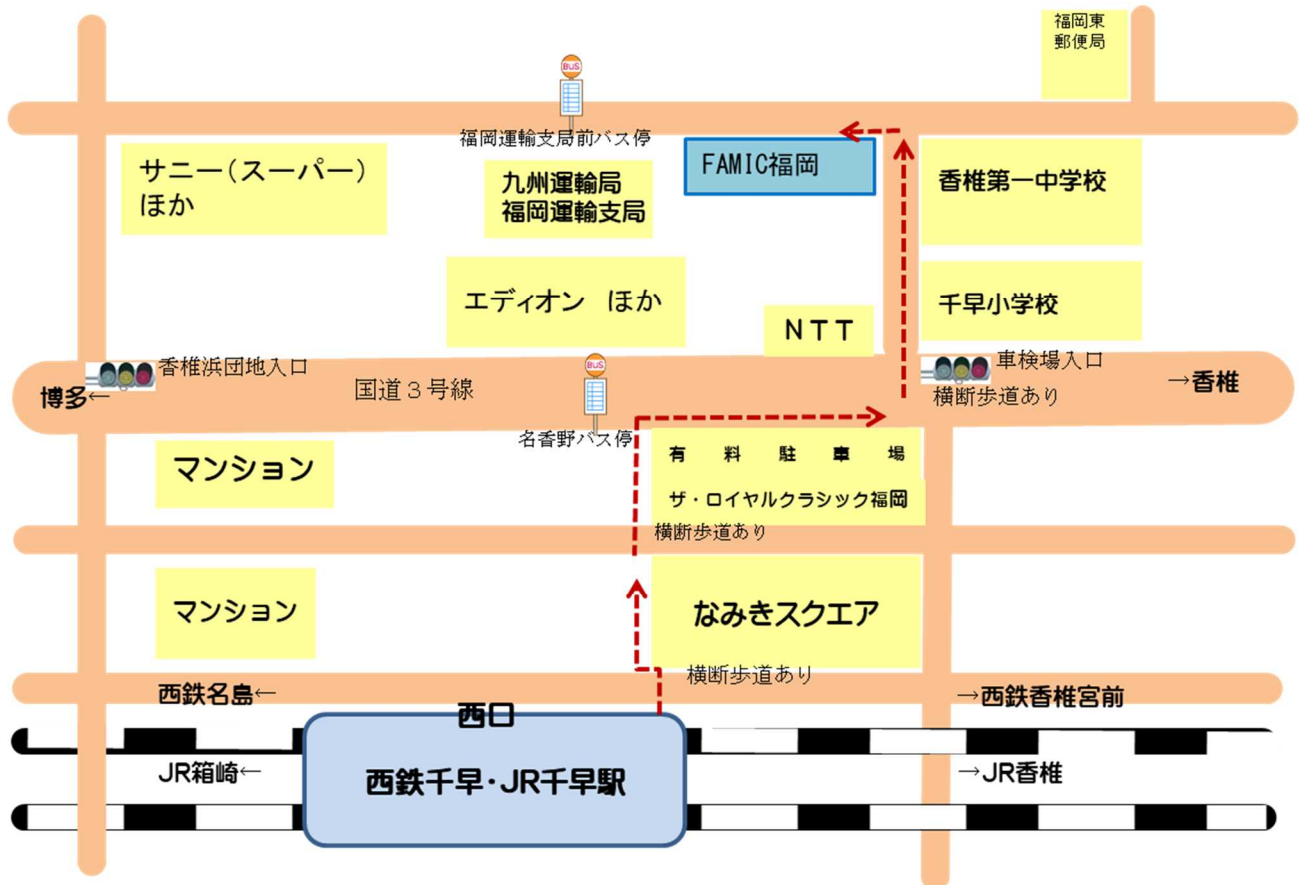 福岡東
郵便局
BUS
福岡運輸支局前バス停
サニー(スーパー)
ほか
九州運輸局
福岡運輸支局
FAMIC福岡
香椎第一中学校
エディオン ほか
NTT
千早小学校
香椎浜団地入口
車検場入口
博多←
国道3号線
BUS
横断歩道あり
→香椎
名香野バス停
マンション
有料駐車場
ザ・ロイヤルクラシック福岡
横断歩道あり
マンション
なみきスクエア
横断歩道あり
西鉄名島←
西口
→西鉄香椎宮前
JR箱崎←
西鉄千早・JR千早駅
→JR香椎